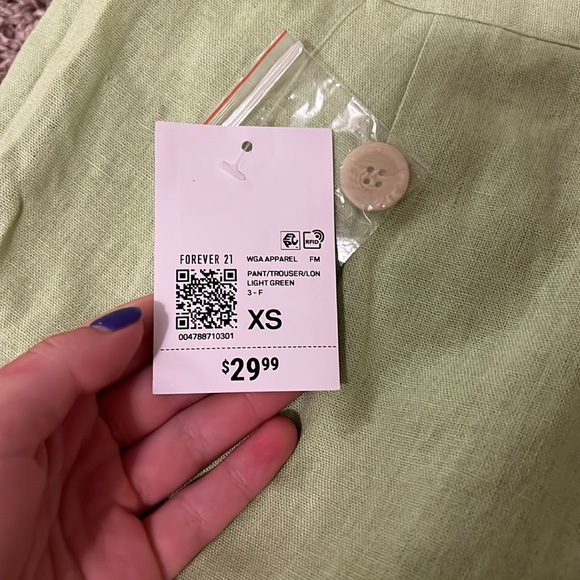 RFID
FOREVER 21 WGA APPAREL FM
PANT/TROUSER/LON
LIGHT GREEN
3 - F
XS
004788710301
$29.99